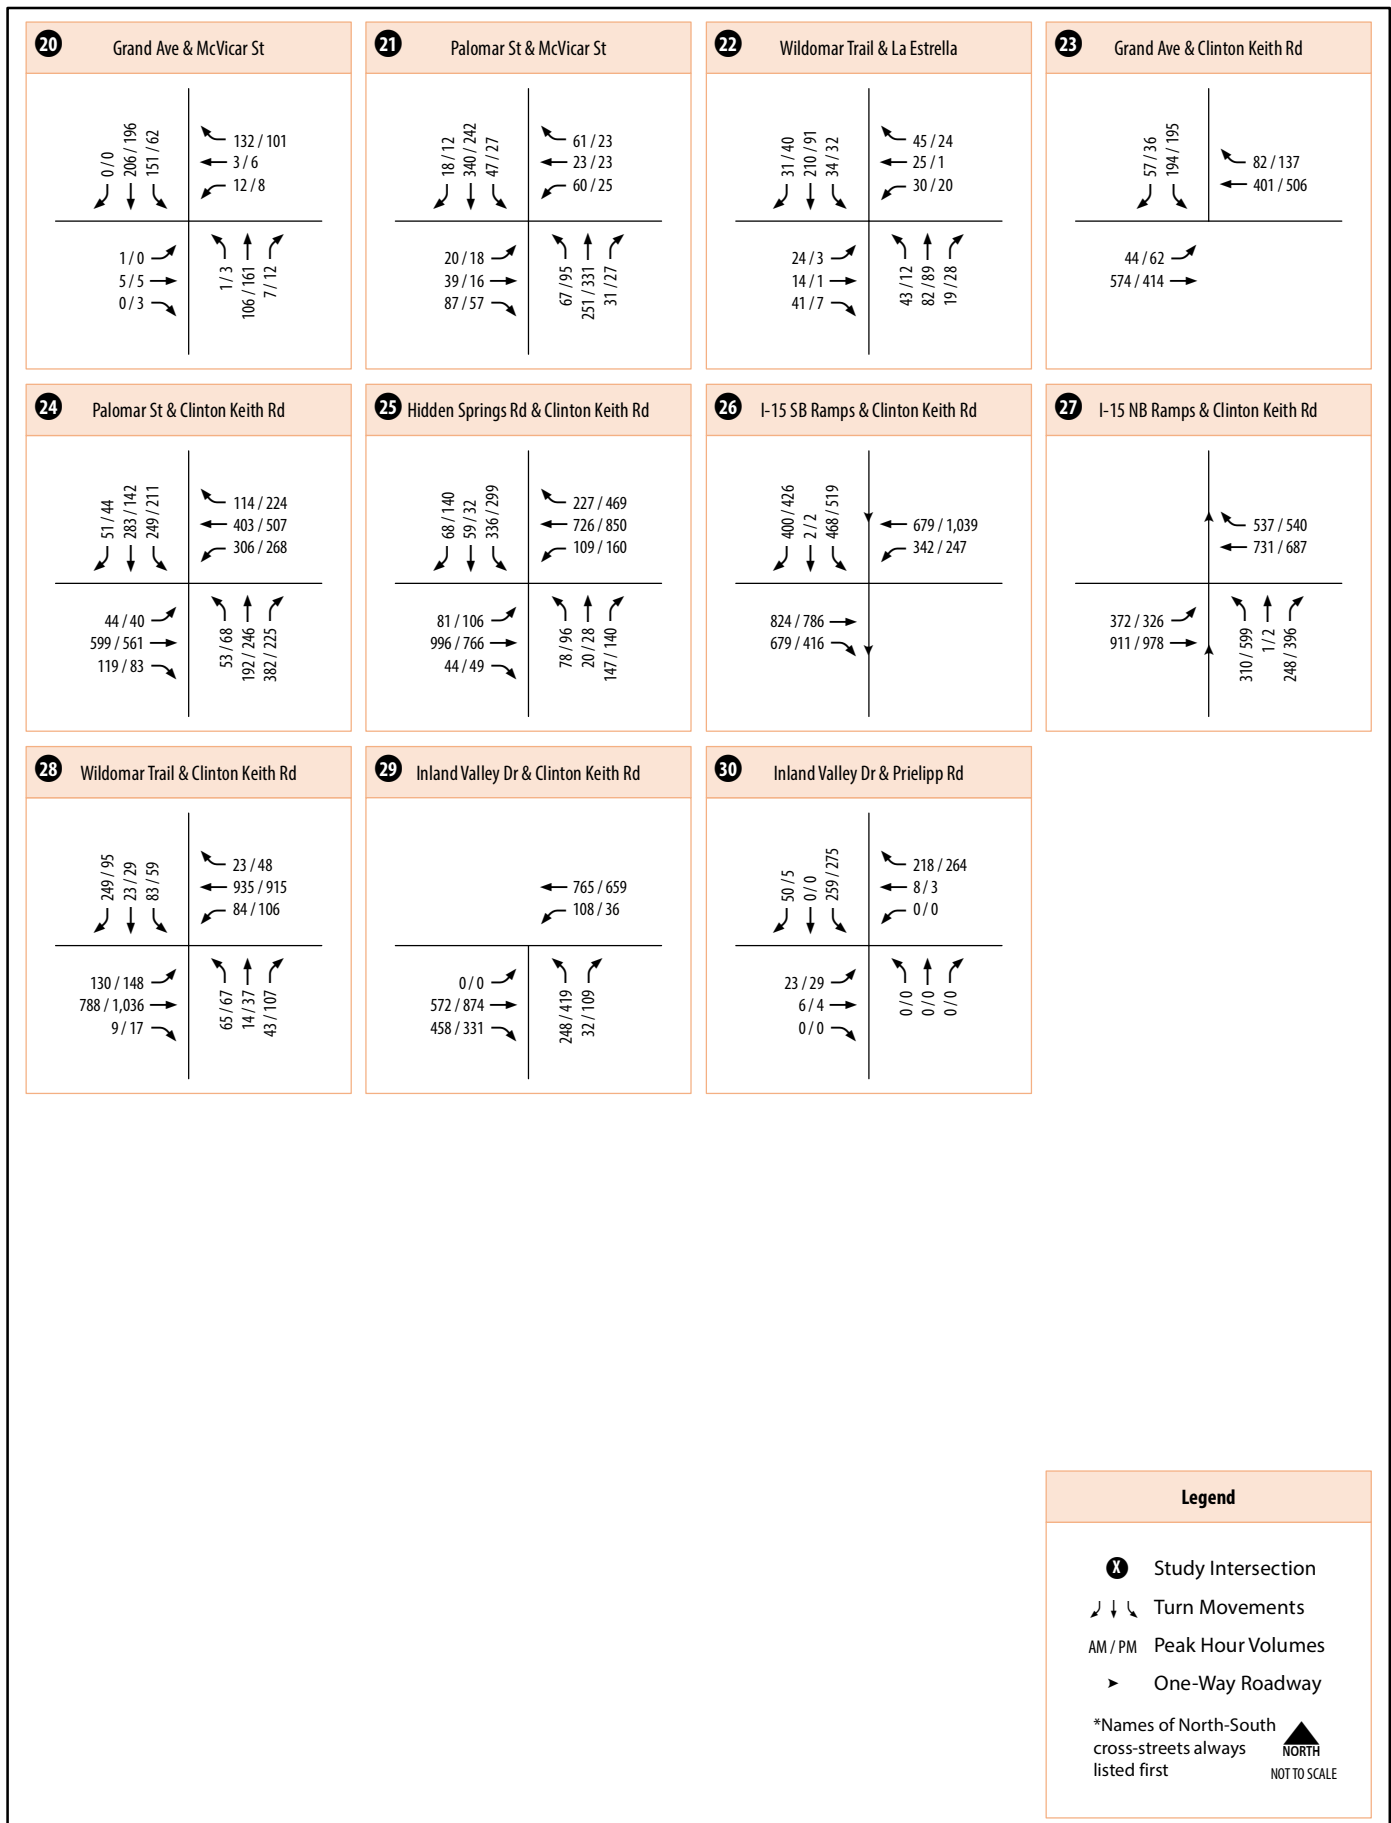 20 Grand Ave & McVicar St
0 / 0
206 / 196
151 / 62
132 / 101
3 / 6
12 / 8
1 / 0
5 / 5
0 / 3
1 / 3
106 / 161
7 / 12
21 Palomar St & McVicar St
18 / 12
340 / 242
47 / 27
61 / 23
23 / 23
60 / 25
20 / 18
39 / 16
87 / 57
67 / 95
251 / 331
31 / 27
22 Wildomar Trail & La Estrella
31 / 40
210 / 91
34 / 32
45 / 24
25 / 1
30 / 20
24 / 3
14 / 1
41 / 7
43 / 12
82 / 89
19 / 28
23 Grand Ave & Clinton Keith Rd
57 / 36
194 / 195
82 / 137
401 / 506
44 / 62
574 / 414
24 Palomar St & Clinton Keith Rd
51 / 44
283 / 142
249 / 211
114 / 224
403 / 507
306 / 268
44 / 40
599 / 561
119 / 83
53 / 68
192 / 246
382 / 225
25 Hidden Springs Rd & Clinton Keith Rd
68 / 140
59 / 32
336 / 299
227 / 469
726 / 850
109 / 160
81 / 106
996 / 766
44 / 49
78 / 96
20 / 28
147 / 140
26 I-15 SB Ramps & Clinton Keith Rd
400 / 426
2 / 2
468 / 519
679 / 1,039
342 / 247
824 / 786
679 / 416
27 I-15 NB Ramps & Clinton Keith Rd
537 / 540
731 / 687
372 / 326
911 / 978
310 / 599
1 / 2
248 / 396
28 Wildomar Trail & Clinton Keith Rd
249 / 95
23 / 29
83 / 59
23 / 48
935 / 915
84 / 106
130 / 148
788 / 1,036
9 / 17
65 / 67
14 / 37
43 / 107
29 Inland Valley Dr & Clinton Keith Rd
765 / 659
108 / 36
0 / 0
572 / 874
458 / 331
248 / 419
32 / 109
30 Inland Valley Dr & Prielipp Rd
50 / 5
0 / 0
259 / 275
218 / 264
8 / 3
0 / 0
23 / 29
6 / 4
0 / 0
0 / 0
0 / 0
0 / 0
Legend
X Study Intersection
Turn Movements
AM / PM Peak Hour Volumes
One-Way Roadway
*Names of North-South
cross-streets always
listed first
NORTH
NOT TO SCALE